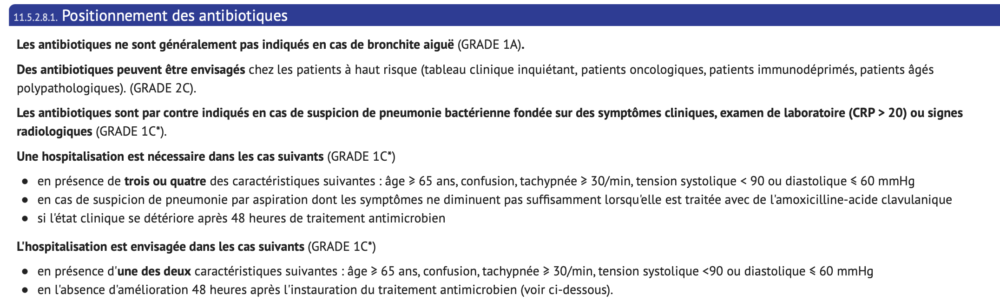 11.5.2.8.1. Positionnement des antibiotiques
Les antibiotiques ne sont généralement pas indiqués en cas de bronchite aiguë (GRADE 1A).
Des antibiotiques peuvent être envisagés chez les patients à haut risque (tableau clinique inquiétant, patients oncologiques, patients immunodéprimés, patients âgés
polypathologiques). (GRADE 2C).
Les antibiotiques sont par contre indiqués en cas de suspicion de pneumonie bactérienne fondée sur des symptômes cliniques, examen de laboratoire (CRP > 20) ou signes
radiologiques (GRADE 1C*).
Une hospitalisation est nécessaire dans les cas suivants (GRADE 1C*)
● en présence de trois ou quatre des caractéristiques suivantes : âge ⩾ 65 ans, confusion, tachypnée ⩾ 30/min, tension systolique < 90 ou diastolique ⩽ 60 mmHg
● en cas de suspicion de pneumonie par aspiration dont les symptômes ne diminuent pas suffisamment lorsqu'elle est traitée avec de l'amoxicilline-acide clavulanique
● si l'état clinique se détériore après 48 heures de traitement antimicrobien
L'hospitalisation est envisagée dans les cas suivants (GRADE 1C*)
● en présence d'une des deux caractéristiques suivantes : âge ⩾ 65 ans, confusion, tachypnée ⩾ 30/min, tension systolique <90 ou diastolique ⩽ 60 mmHg
● en l'absence d'amélioration 48 heures après l'instauration du traitement antimicrobien (voir ci-dessous).